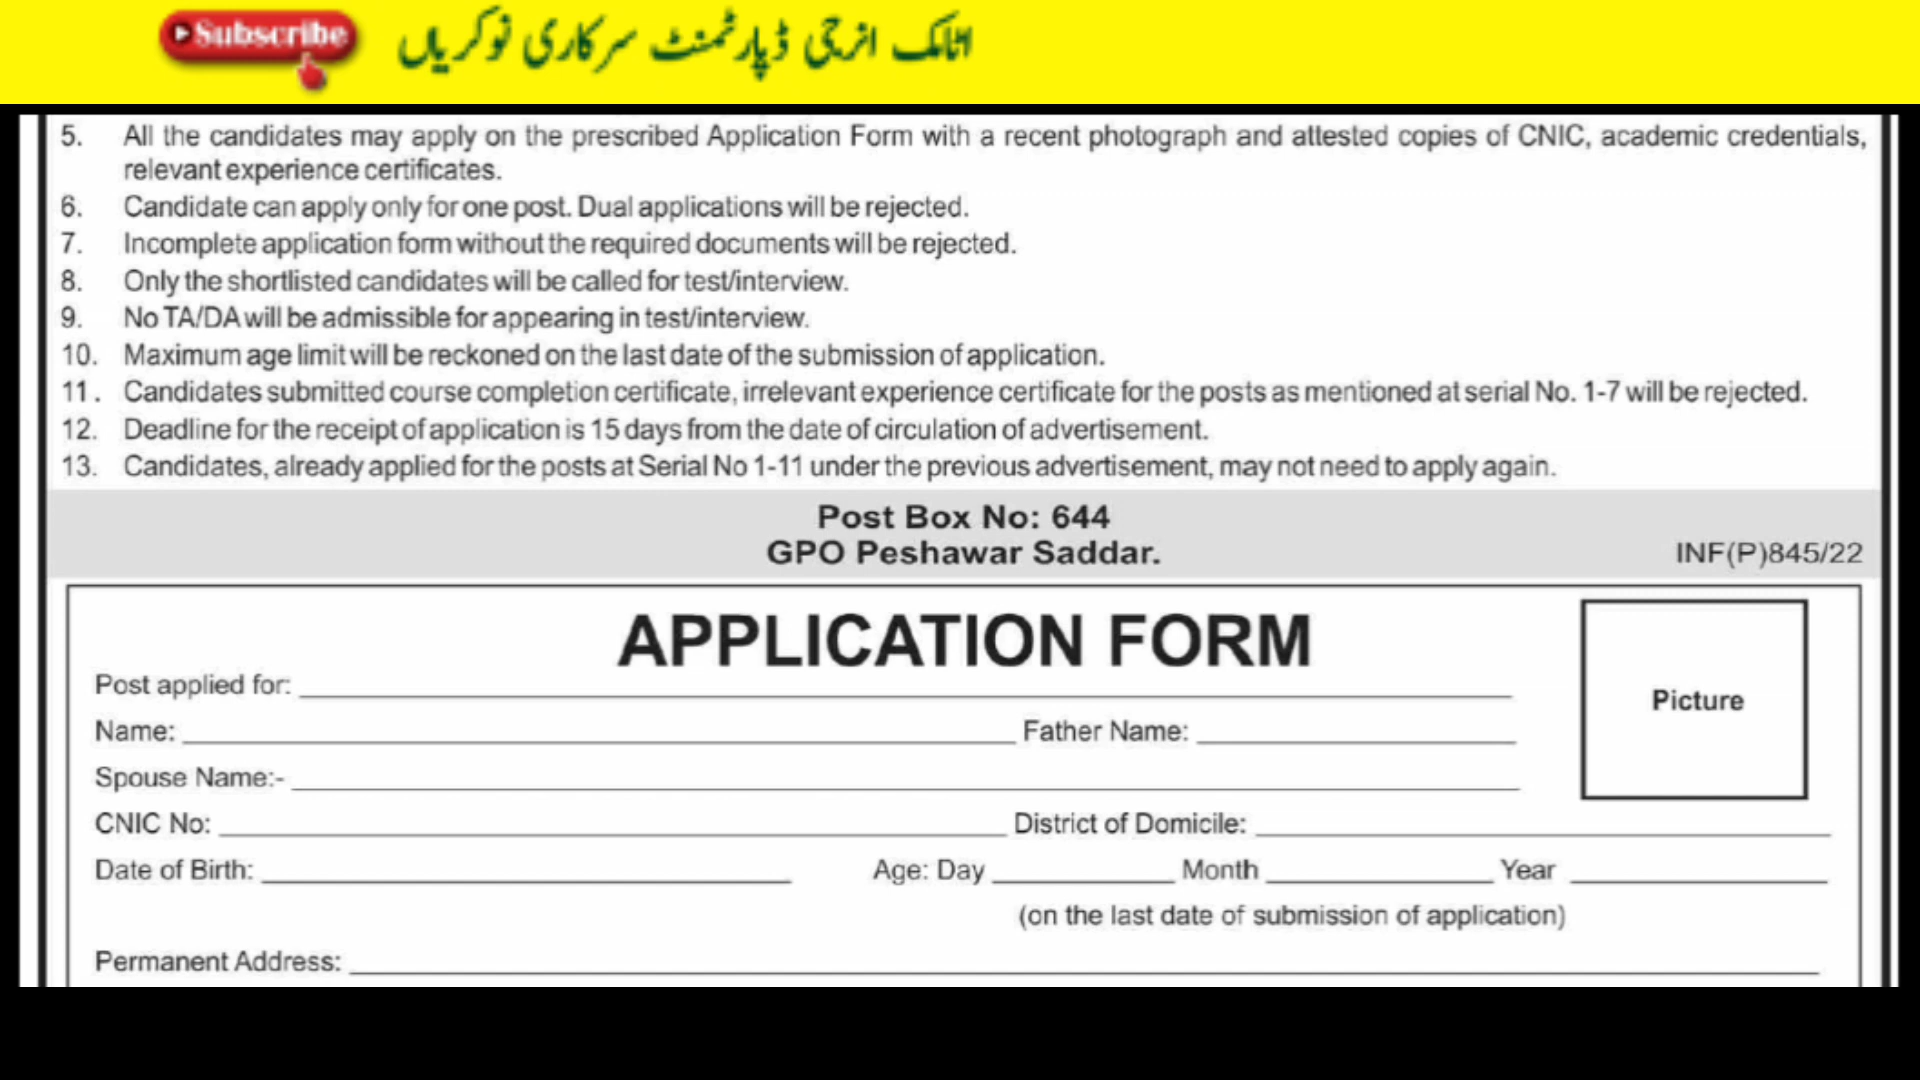 Subscribe
اٹامک انرجی ڈپارٹمنٹ سرکاری نوکریاں
5. All the candidates may apply on the prescribed Application Form with a recent photograph and attested copies of CNIC, academic credentials,
relevant experience certificates.
6. Candidate can apply only for one post. Dual applications will be rejected.
7. Incomplete application form without the required documents will be rejected.
8. Only the shortlisted candidates will be called for test/interview.
9. No TA/DA will be admissible for appearing in test/interview.
10. Maximum age limit will be reckoned on the last date of the submission of application.
11. Candidates submitted course completion certificate, irrelevant experience certificate for the posts as mentioned at serial No. 1-7 will be rejected.
12. Deadline for the receipt of application is 15 days from the date of circulation of advertisement.
13. Candidates, already applied for the posts at Serial No 1-11 under the previous advertisement, may not need to apply again.
Post Box No: 644
GPO Peshawar Saddar.
INF(P)845/22
APPLICATION FORM
Picture
Post applied for:
Name: Father Name:
Spouse Name:-
CNIC No: District of Domicile:
Date of Birth: Age: Day Month Year
(on the last date of submission of application)
Permanent Address: